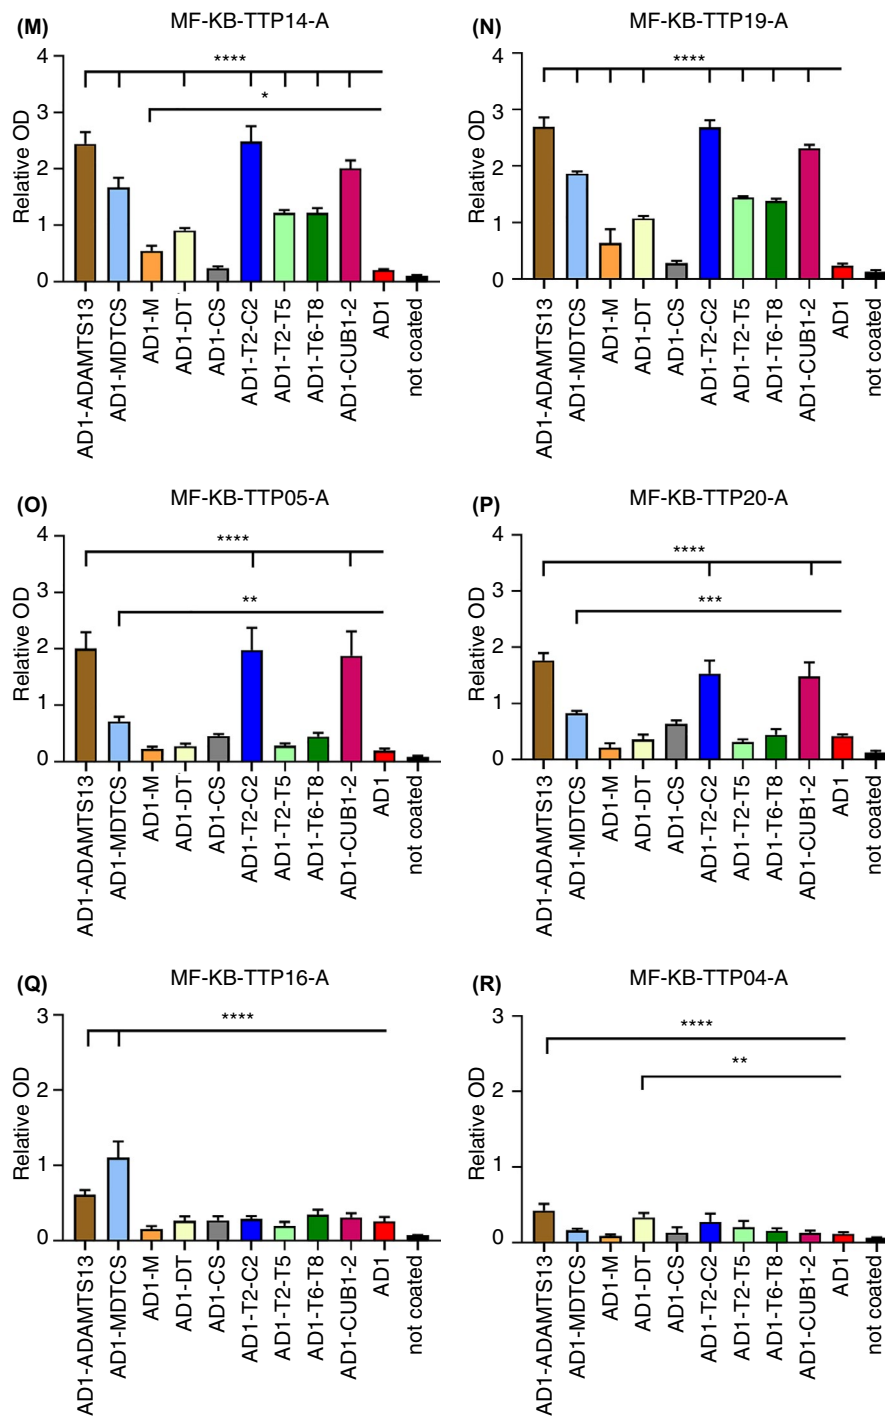 (M) MF-KB-TTP14-A
****
*
Relative OD
4
3
2
1
0
AD1-ADAMTS13
AD1-MDTCS
AD1-M
AD1-DT
AD1-CS
AD1-T2-C2
AD1-T2-T5
AD1-T6-T8
AD1-CUB1-2
AD1
not coated
(N) MF-KB-TTP19-A
****
Relative OD
4
3
2
1
0
AD1-ADAMTS13
AD1-MDTCS
AD1-M
AD1-DT
AD1-CS
AD1-T2-C2
AD1-T2-T5
AD1-T6-T8
AD1-CUB1-2
AD1
not coated
(O) MF-KB-TTP05-A
****
**
Relative OD
4
3
2
1
0
AD1-ADAMTS13
AD1-MDTCS
AD1-M
AD1-DT
AD1-CS
AD1-T2-C2
AD1-T2-T5
AD1-T6-T8
AD1-CUB1-2
AD1
not coated
(P) MF-KB-TTP20-A
****
***
Relative OD
4
3
2
1
0
AD1-ADAMTS13
AD1-MDTCS
AD1-M
AD1-DT
AD1-CS
AD1-T2-C2
AD1-T2-T5
AD1-T6-T8
AD1-CUB1-2
AD1
not coated
(Q) MF-KB-TTP16-A
****
Relative OD
3
2
1
0
AD1-ADAMTS13
AD1-MDTCS
AD1-M
AD1-DT
AD1-CS
AD1-T2-C2
AD1-T2-T5
AD1-T6-T8
AD1-CUB1-2
AD1
not coated
(R) MF-KB-TTP04-A
****
**
Relative OD
3
2
1
0
AD1-ADAMTS13
AD1-MDTCS
AD1-M
AD1-DT
AD1-CS
AD1-T2-C2
AD1-T2-T5
AD1-T6-T8
AD1-CUB1-2
AD1
not coated